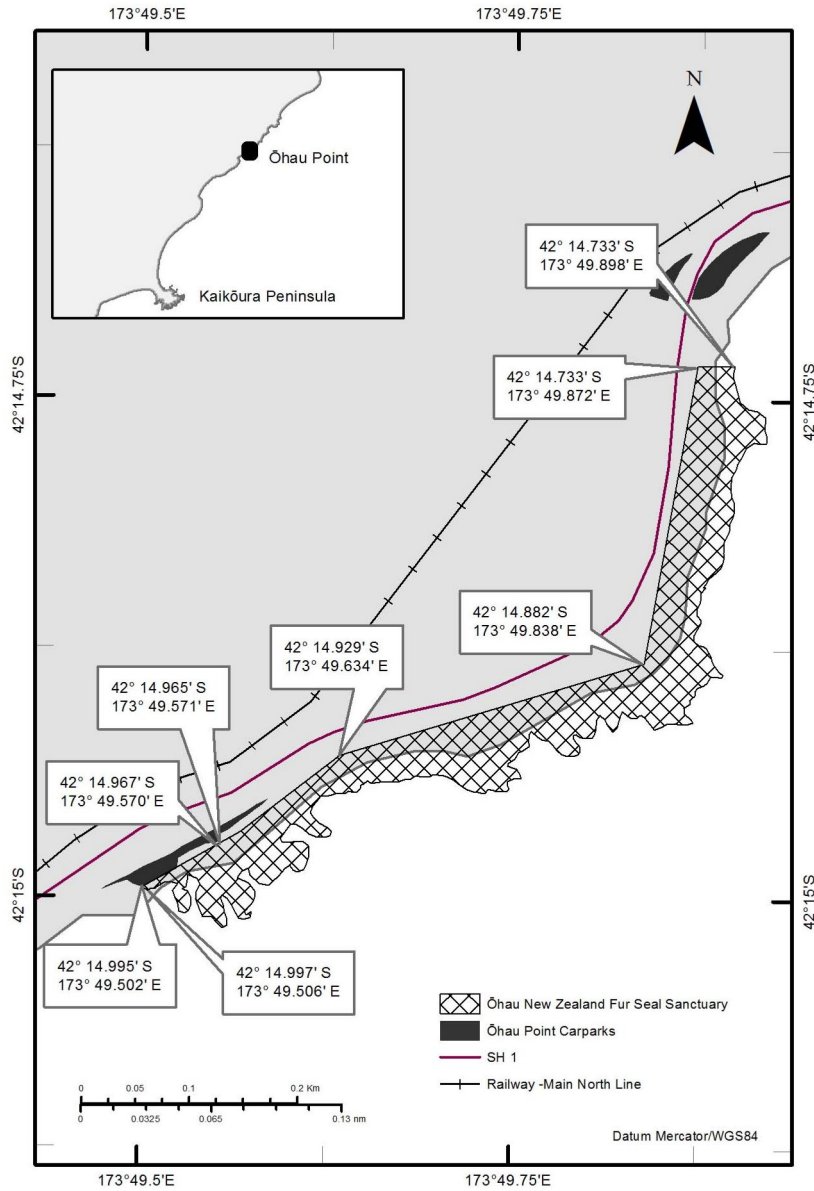 173°49.5'E
173°49.75'E
N
Ōhau Point
Kaikōura Peninsula
42° 14.733' S
173° 49.898' E
42° 14.733' S
173° 49.872' E
42°14.75'S
42°14.75'S
42° 14.882' S
173° 49.838' E
42° 14.929' S
173° 49.634' E
42° 14.965' S
173° 49.571' E
42° 14.967' S
173° 49.570' E
42°15'S
42°15'S
42° 14.995' S
173° 49.502' E
42° 14.997' S
173° 49.506' E
Ōhau New Zealand Fur Seal Sanctuary
Ōhau Point Carparks
SH 1
Railway -Main North Line
0 0.05 0.1 0.2 Km
0 0.0325 0.065 0.13 nm
Datum Mercator/WGS84
173°49.5'E
173°49.75'E